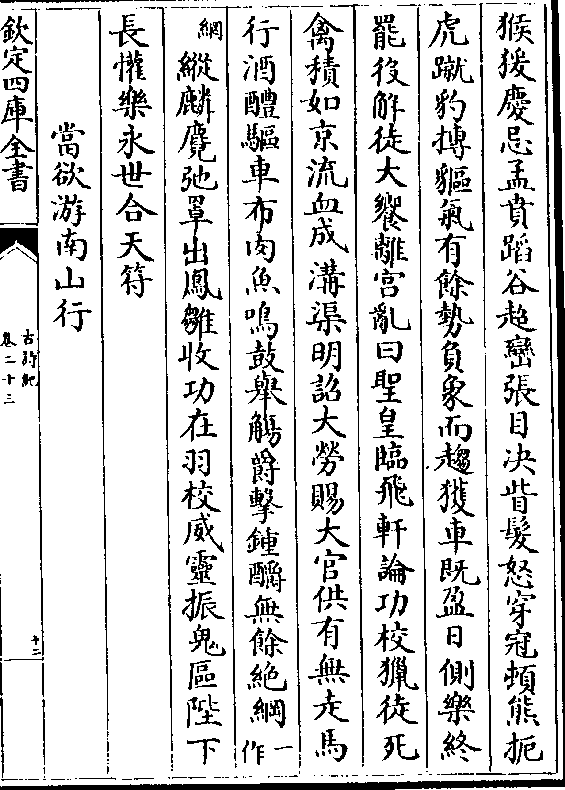 猴猨慶忌孟賁蹈谷超巒張目决眥髮怒穿冠頓熊扼
虎蹴豹搏貙氣有餘勢負象而趨獲車既盈日側樂終
罷役解徒大饗離宫亂曰聖皇臨飛軒論功校獵徒死
禽積如京流血成溝渠明詔大勞賜大官供有無走馬
行酒醴驅車布肉魚鳴鼓舉觴爵擊鍾釂無餘絶綱一作
網縱麟麑弛罩出鳳雛收功在羽校威靈振鬼區陛下
長懽樂永世合天符
當欲游南山行
欽定四庫全書
古詩紀
卷二十三
十二